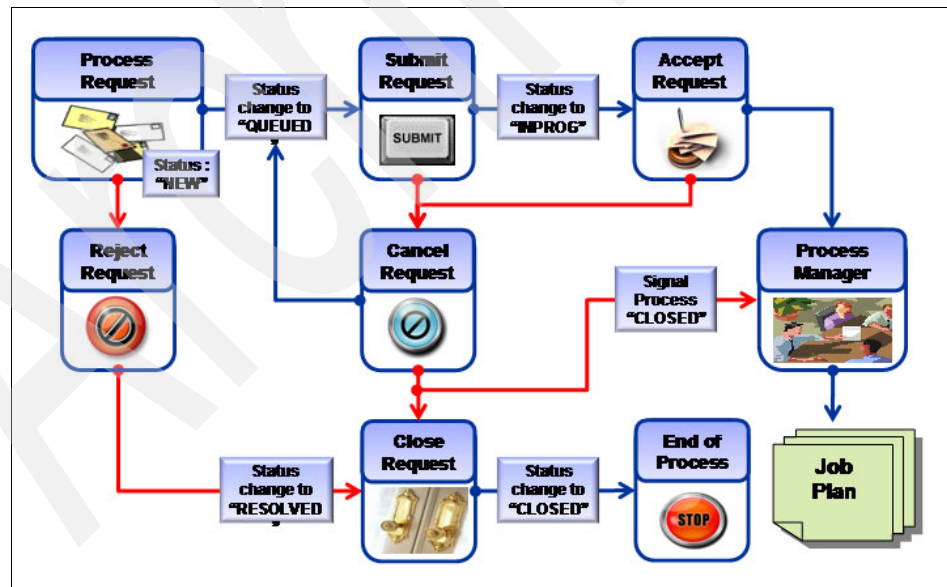 Process
Request
Status :
“NEW”
Status
change to
“QUEUED
”
Submit
Request
SUBMIT
Status
change to
“INPROG”
Accept
Request
Reject
Request
Cancel
Request
Signal
Process
“CLOSED”
Process
Manager
Status
change to
“RESOLVED
”
Close
Request
Status
change to
“CLOSED”
End of
Process
STOP
Job
Plan